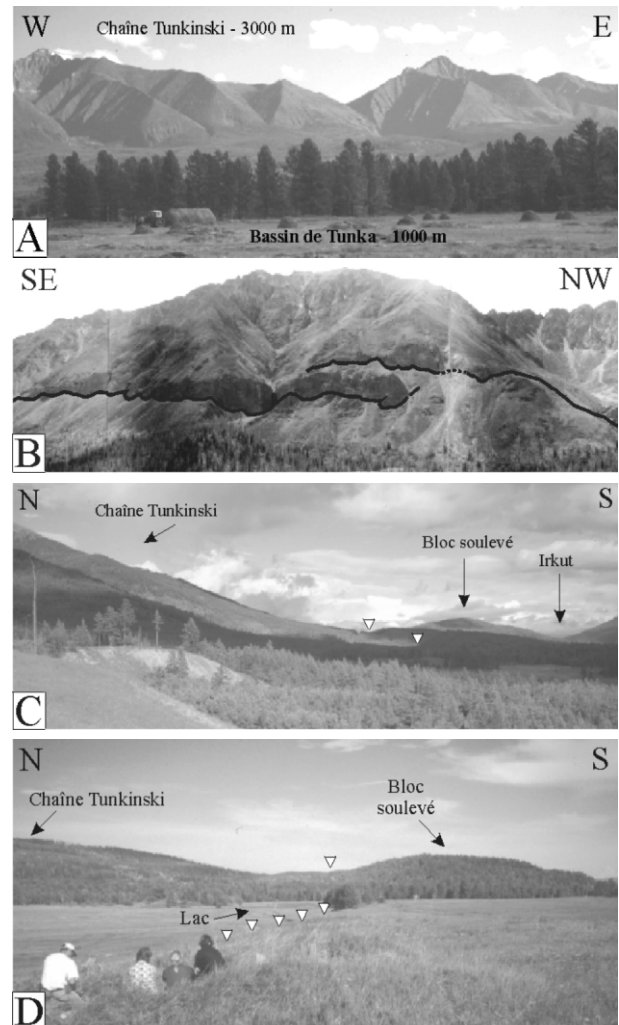 W
Chaîne Tunkinski - 3000 m
E
Bassin de Tunka - 1000 m
A
SE
NW
B
N
S
Chaîne Tunkinski
Bloc soulevé
Irkut
C
N
S
Chaîne Tunkinski
Bloc
soulevé
Lac
D